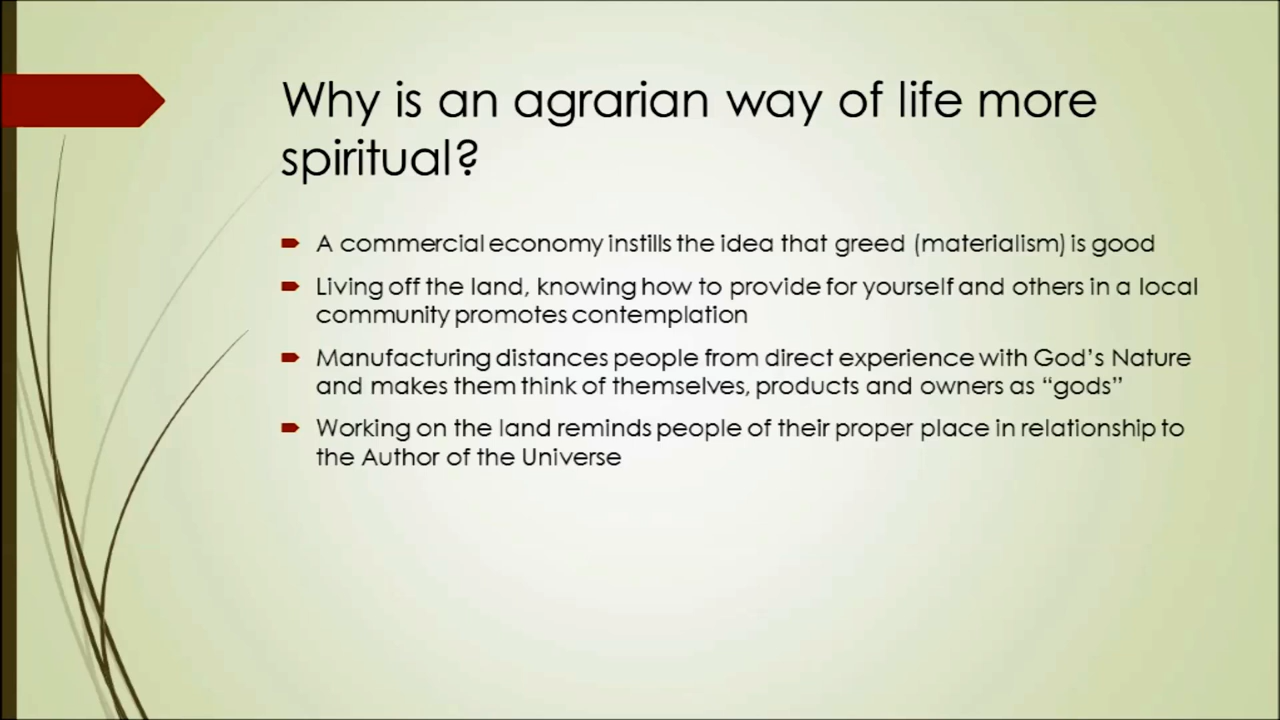 Why is an agrarian way of life more
spiritual?
A commercial economy instills the idea that greed (materialism) is good
Living off the land, knowing how to provide for yourself and others in a local
community promotes contemplation
Manufacturing distances people from direct experience with God's Nature
and makes them think of themselves, products and owners as “gods”
Working on the land reminds people of their proper place in relationship to
the Author of the Universe